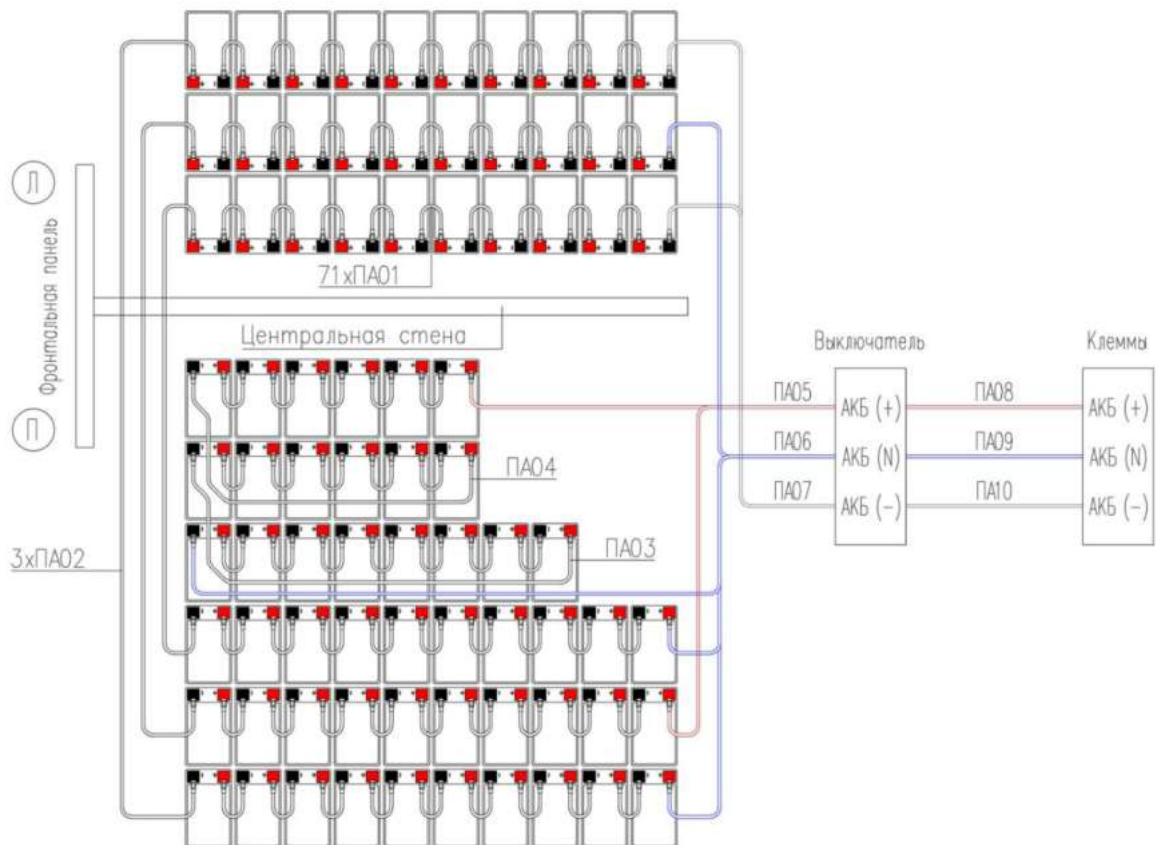 Л
Фронтальная панель
П
71хПА01
Центральная стена
Выключатель
Клеммы
ПА05
ПА08
АКБ (+)
АКБ (+)
ПА06
ПА09
АКБ (N)
АКБ (N)
ПА07
ПА10
АКБ (-)
АКБ (-)
ПА04
ПА03
3хПА02